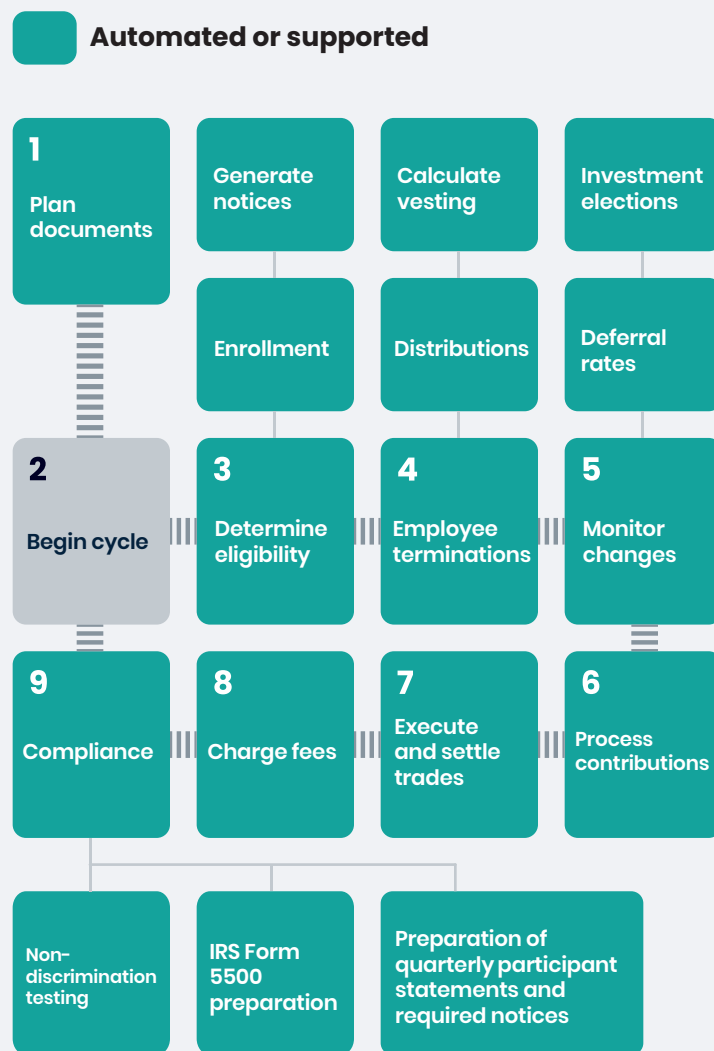 Automated or supported
1
Plan
documents
Generate
notices
Calculate
vesting
Investment
elections
Enrollment
Distributions
Deferral
rates
2
Begin cycle
3
Determine
eligibility
4
Employee
terminations
5
Monitor
changes
9
Compliance
8
Charge fees
7
Execute
and settle
trades
6
Process
contributions
Non-
discrimination
testing
IRS Form
5500
preparation
Preparation of
quarterly participant
statements and
required notices